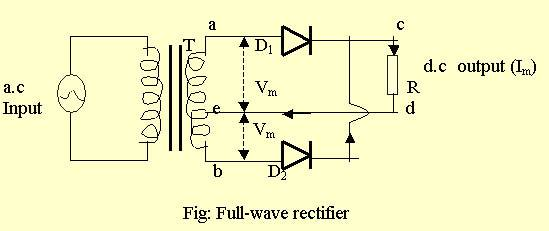 a
c
T
D1
a.c
Input
Vm
d.c output (Im)
R
e
d
Vm
b
D2
Fig: Full-wave rectifier